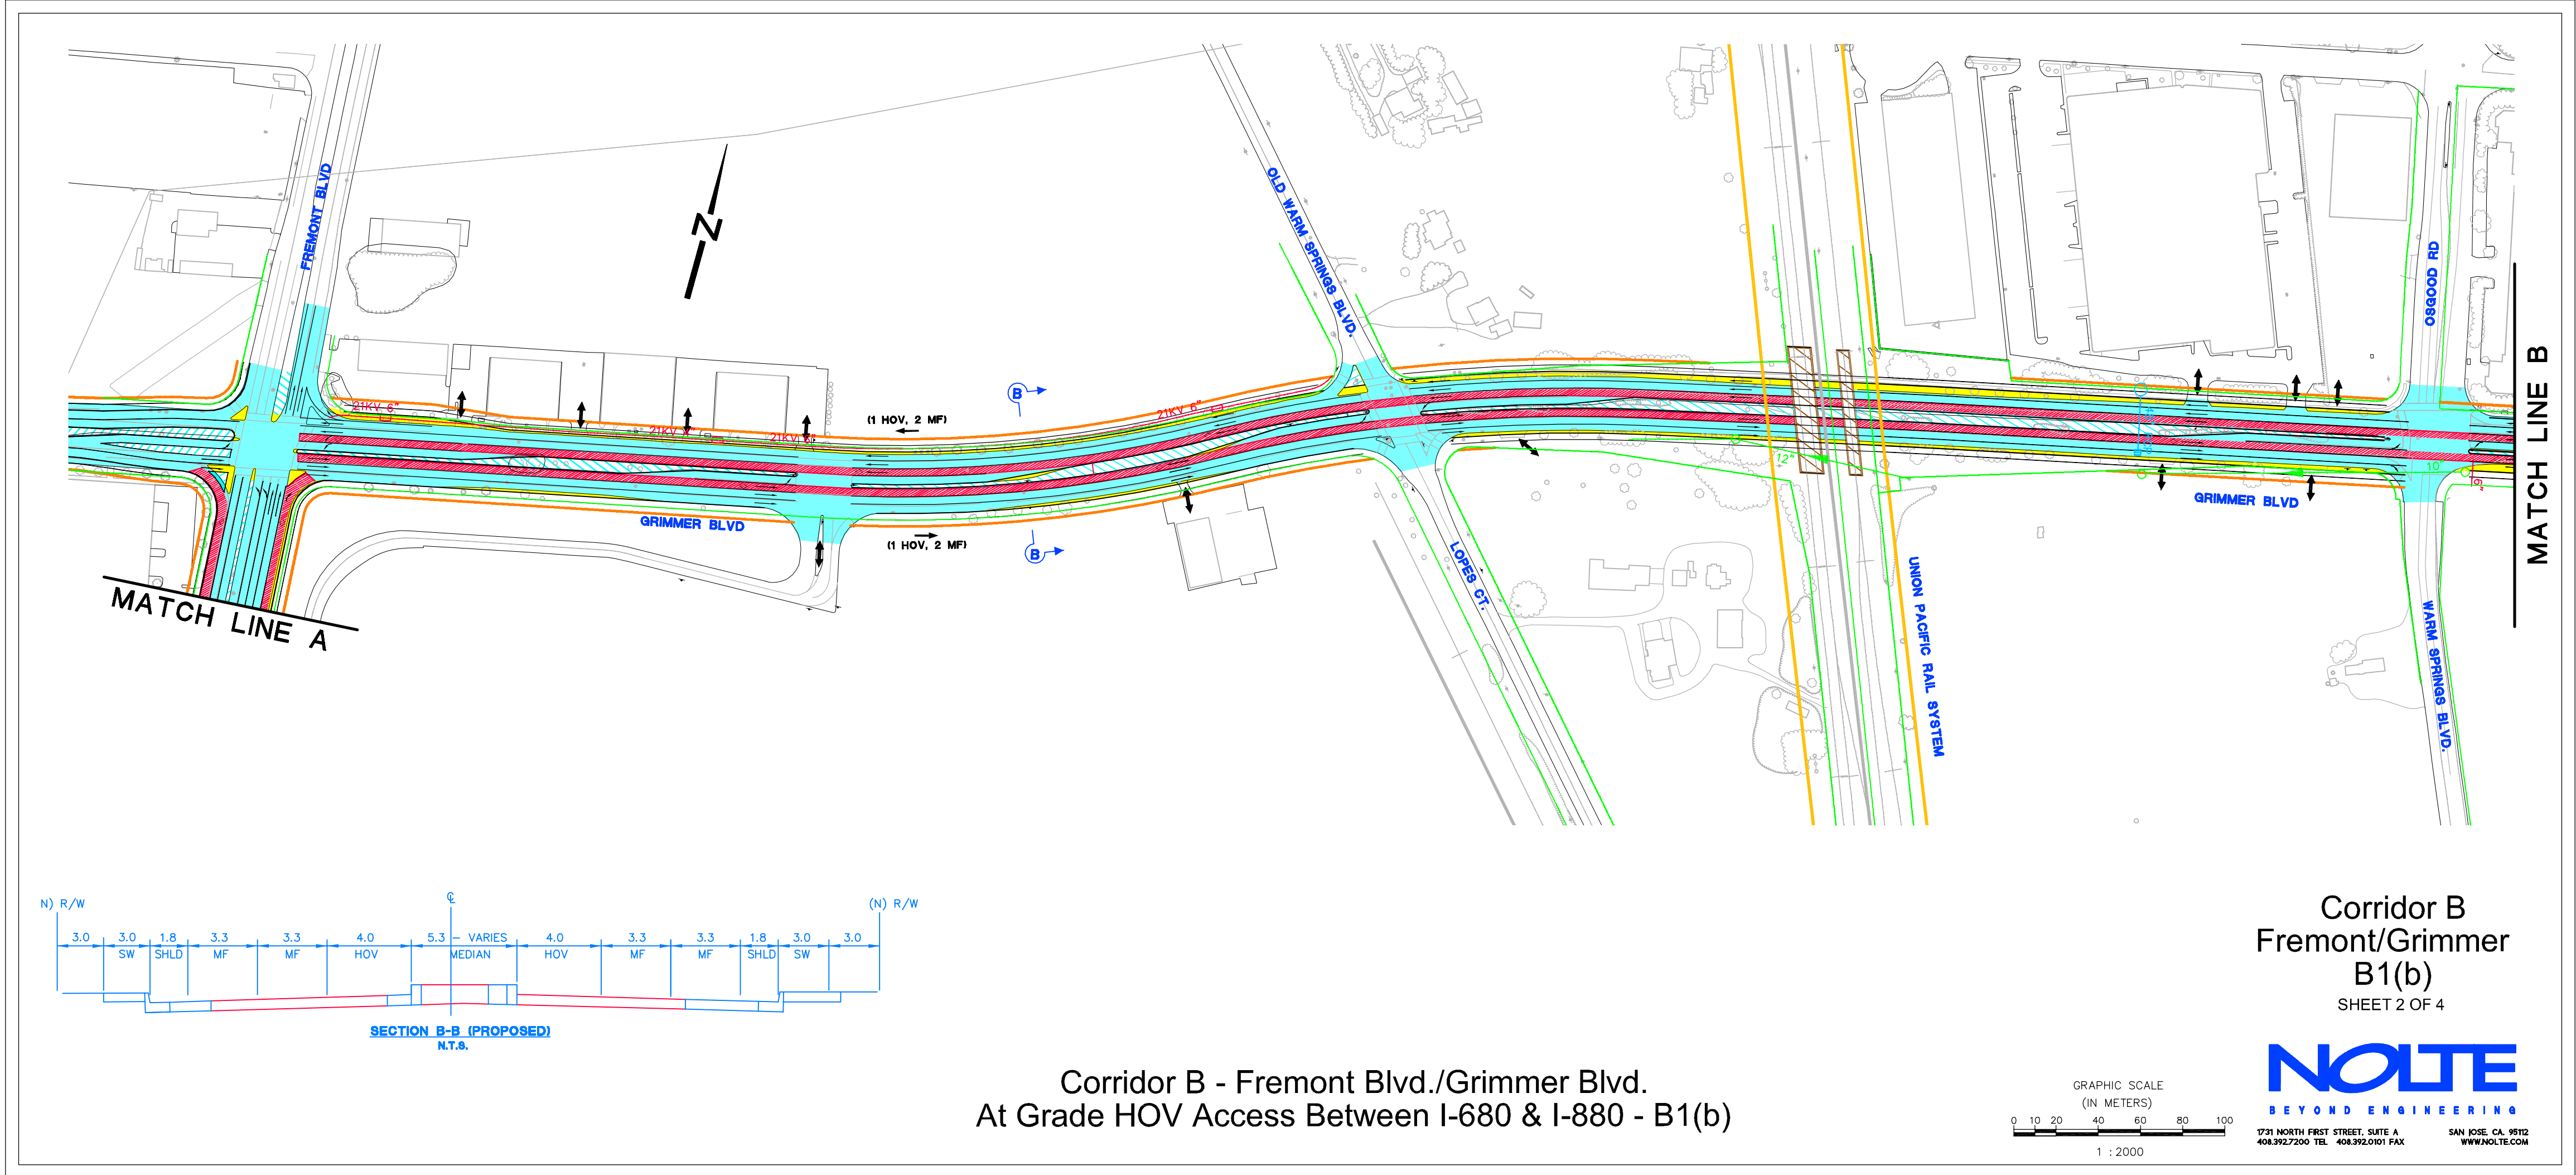 FREMONT BLVD
OLD WARM SPRINGS BLVD.
OSGOOD RD
MATCH LINE B
21KV 6"
21KV
21KV 6"
21KV 6"
(1 HOV, 2 MF)
B
B
(1 HOV, 2 MF)
GRIMMER BLVD
GRIMMER BLVD
12"
10"
6"
N
LOPES CT.
UNION PACIFIC RAIL SYSTEM
WARM SPRINGS BLVD.
MATCH LINE A
N) R/W
℄
(N) R/W
3.0 3.0 1.8 3.3 3.3 4.0 5.3 - VARIES 4.0 3.3 3.3 1.8 3.0 3.0
SW SHLD MF MF HOV MEDIAN HOV MF MF SHLD SW
SECTION B-B (PROPOSED)
N.T.S.
Corridor B
Fremont/Grimmer
B1(b)
SHEET 2 OF 4
Corridor B - Fremont Blvd./Grimmer Blvd.
At Grade HOV Access Between I-680 & I-880 - B1(b)
GRAPHIC SCALE
(IN METERS)
0 10 20 40 60 80 100
1 : 2000
NOLTE
BEYOND ENGINEERING
1731 NORTH FIRST STREET, SUITE A SAN JOSE, CA. 95112
408.392.7200 TEL 408.392.0101 FAX WWW.NOLTE.COM